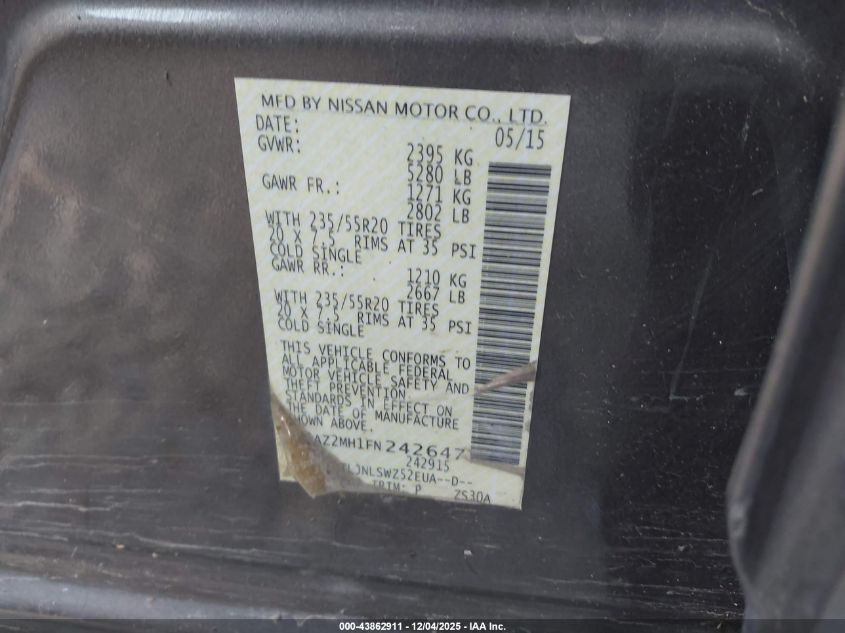 MFD BY NISSAN MOTOR CO., LTD.
DATE: 05/15
GVWR: 2395 KG
5280 LB
GAWR FR.: 1271 KG
2802 LB
WITH 235/55R20 TIRES
20 X 7.5 RIMS AT 35 PSI
COLD SINGLE
GAWR RR.: 1210 KG
2667 LB
WITH 235/55R20 TIRES
20 X 7.5 RIMS AT 35 PSI
COLD SINGLE
THIS VEHICLE CONFORMS TO
ALL APPLICABLE FEDERAL
MOTOR VEHICLE SAFETY AND
THEFT PREVENTION
STANDARDS IN EFFECT ON
THE DATE OF MANUFACTURE
SHOWN ABOVE.
AZ2MH1FN 242647
242915
JNLSWZ52EUA--D--
TRIM: P ZS30A
000-43862911 - 12/04/2025 - IAA Inc.